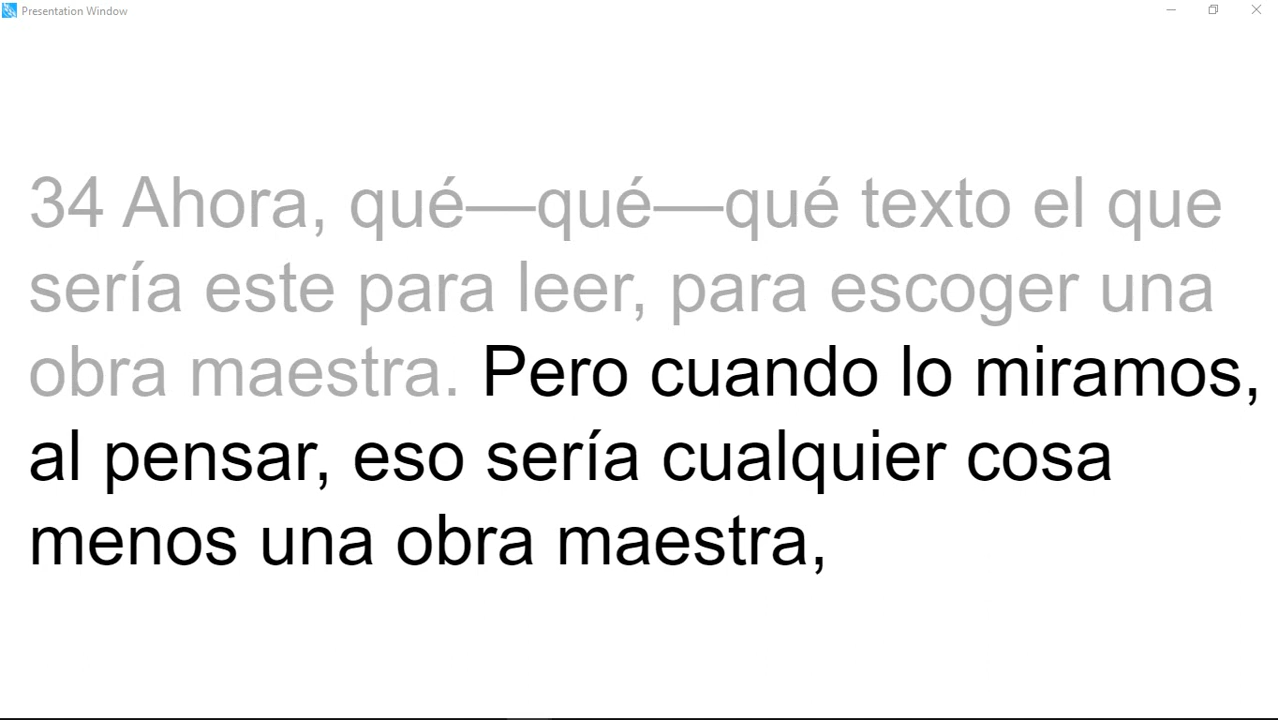 Presentation Window
34 Ahora, qué—qué—qué texto el que
sería este para leer, para escoger una
obra maestra. Pero cuando lo miramos,
al pensar, eso sería cualquier cosa
menos una obra maestra,